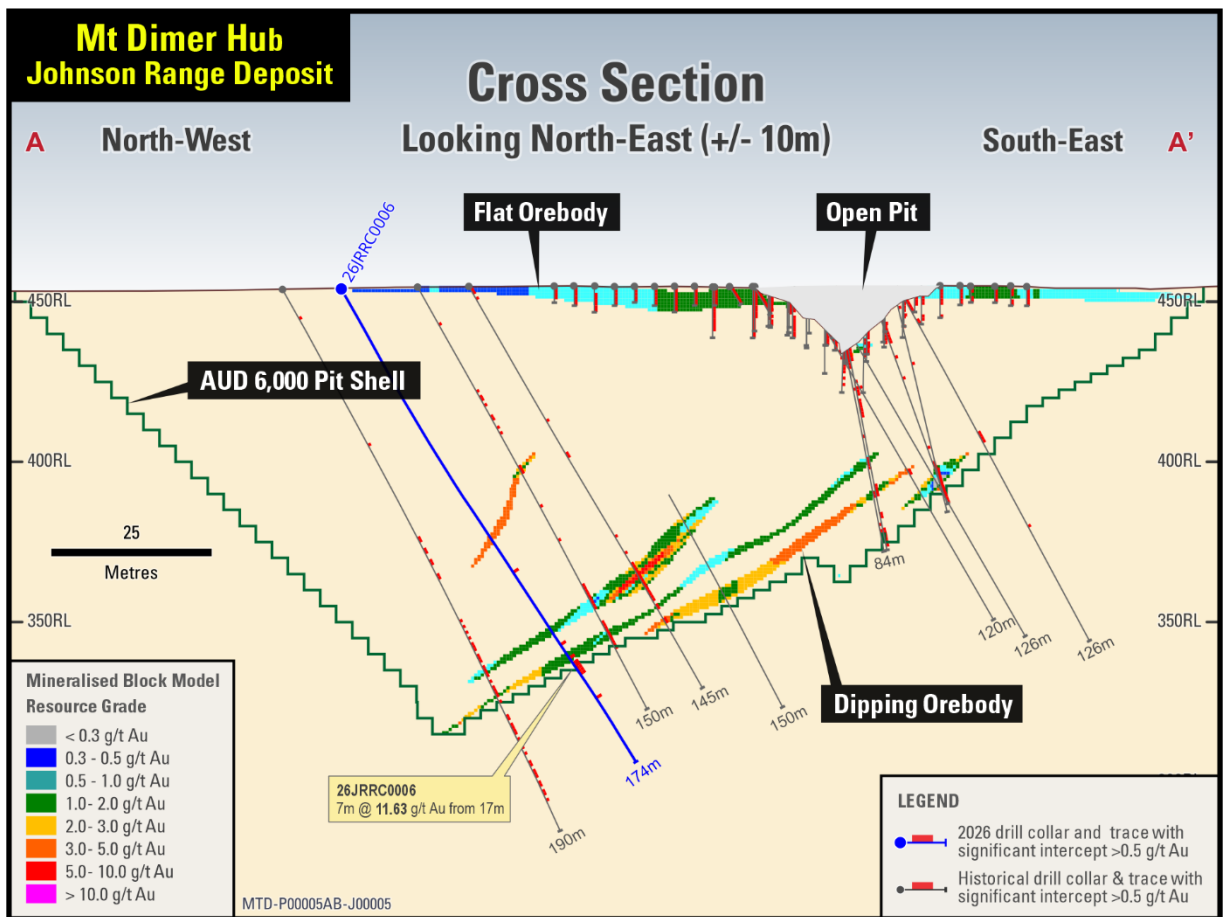 Mt Dimer Hub
Johnson Range Deposit
Cross Section
Looking North-East (+/- 10m)
A
North-West
South-East
A'
26JRRC0006
Flat Orebody
Open Pit
450RL
450RL
AUD 6,000 Pit Shell
400RL
400RL
25
Metres
84m
350RL
350RL
120m
126m
126m
150m
145m
150m
Dipping Orebody
174m
190m
26JRRC0006
7m @ 11.63 g/t Au from 17m
Mineralised Block Model
Resource Grade
< 0.3 g/t Au
0.3 - 0.5 g/t Au
0.5 - 1.0 g/t Au
1.0- 2.0 g/t Au
2.0- 3.0 g/t Au
3.0- 5.0 g/t Au
5.0- 10.0 g/t Au
> 10.0 g/t Au
MTD-P00005AB-J00005
LEGEND
2026 drill collar and trace with
significant intercept >0.5 g/t Au
Historical drill collar & trace with
significant intercept >0.5 g/t Au